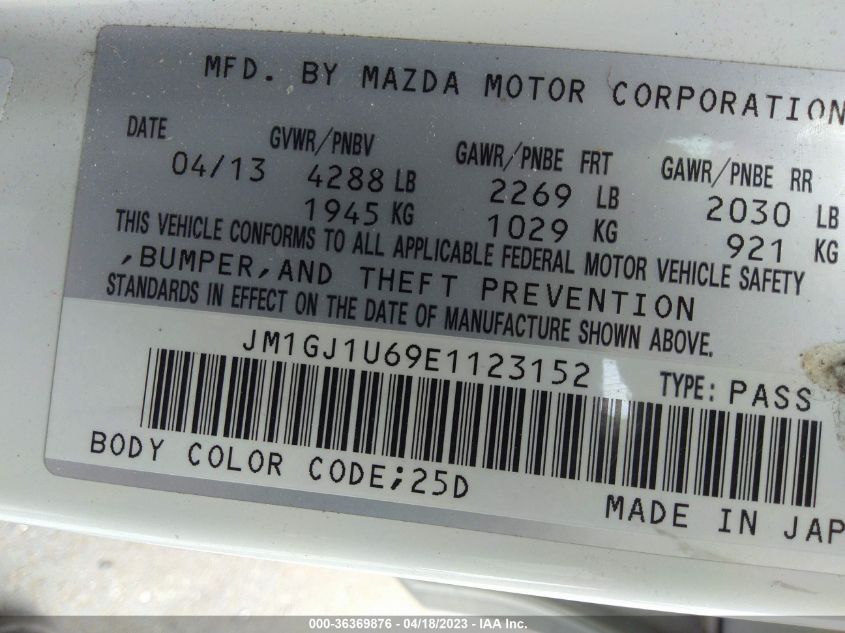 MFD. BY MAZDA MOTOR CORPORATION
DATE GVWR/PNBV GAWR/PNBE FRT GAWR/PNBE RR
04/13 4288 LB 2269 LB 2030 LB
1945 KG 1029 KG 921 KG
THIS VEHICLE CONFORMS TO ALL APPLICABLE FEDERAL MOTOR VEHICLE SAFETY
,BUMPER,AND THEFT PREVENTION
STANDARDS IN EFFECT ON THE DATE OF MANUFACTURE SHOWN ABOVE.
JM1GJ1U69E1123152 TYPE: PASS
BODY COLOR CODE;25D
MADE IN JAP
000-36369876 - 04/18/2023 - IAA Inc.